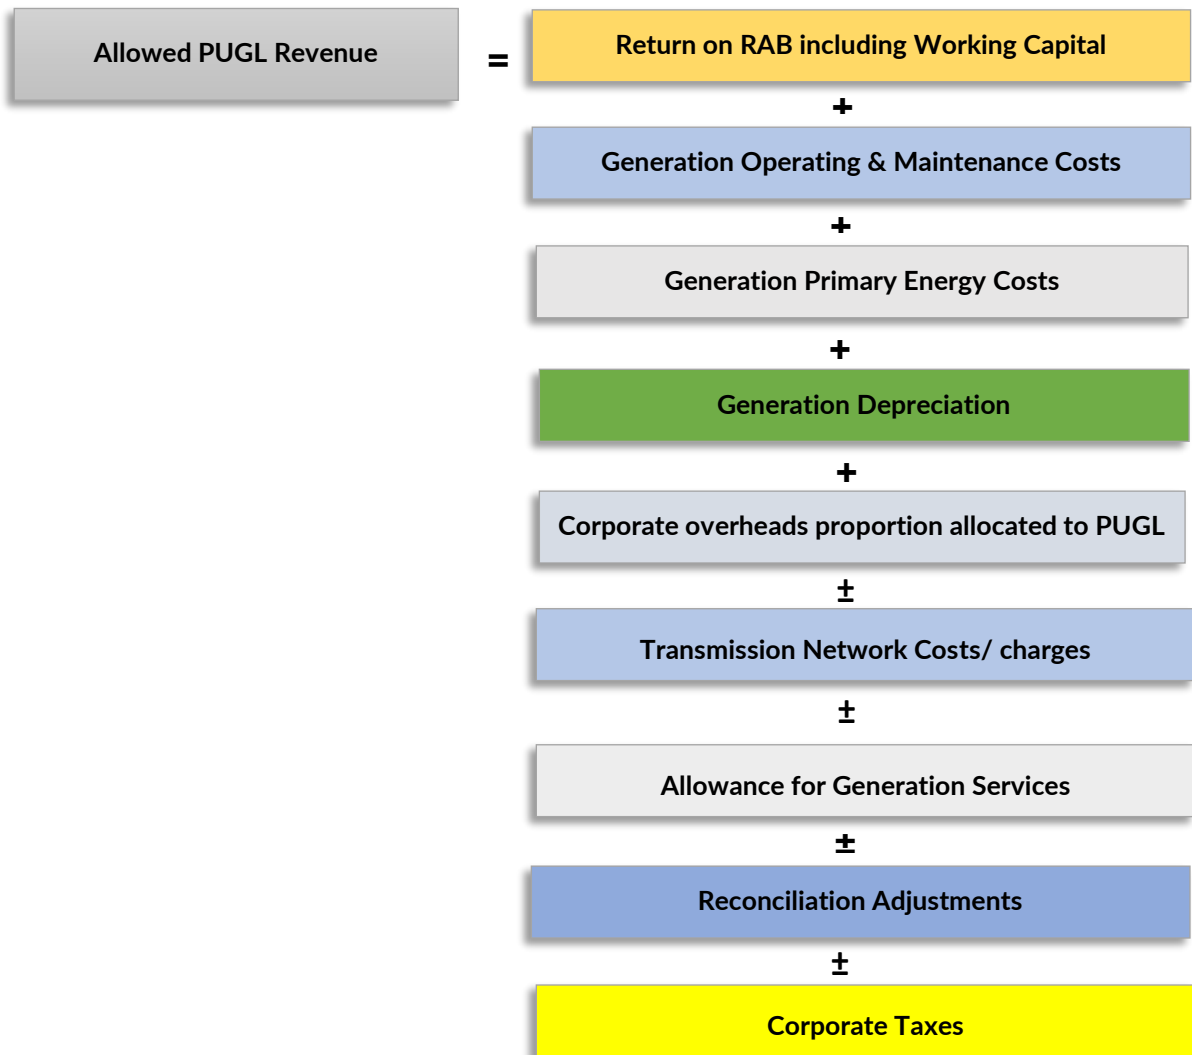 Allowed PUGL Revenue
=
Return on RAB including Working Capital
+
Generation Operating & Maintenance Costs
+
Generation Primary Energy Costs
+
Generation Depreciation
+
Corporate overheads proportion allocated to PUGL
±
Transmission Network Costs/ charges
±
Allowance for Generation Services
±
Reconciliation Adjustments
±
Corporate Taxes